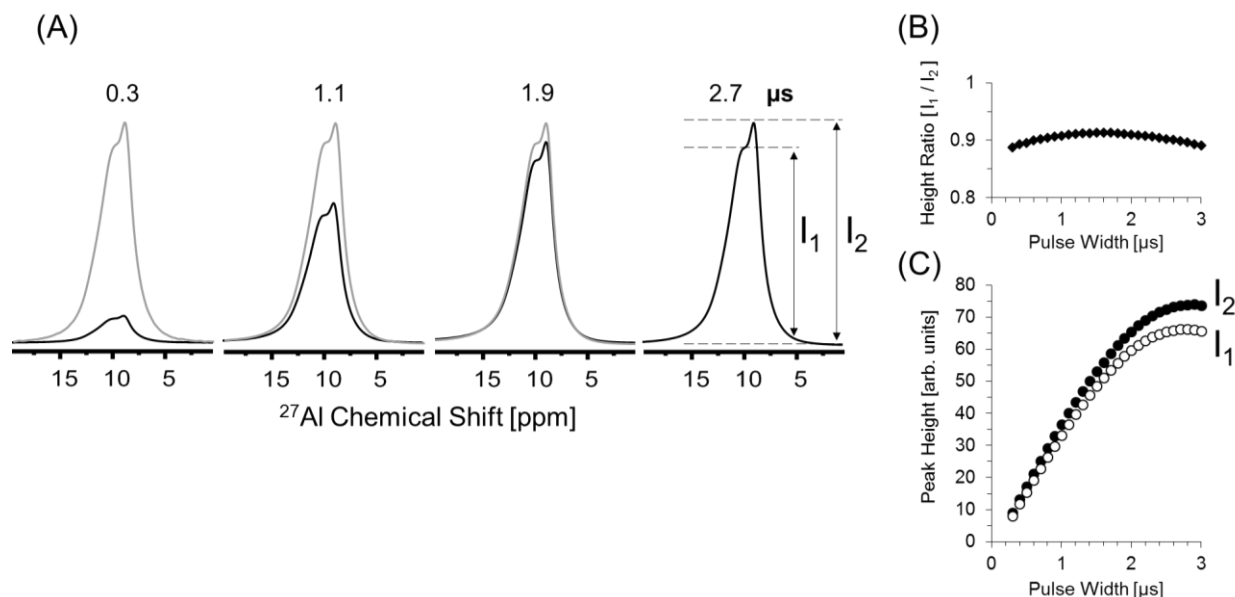 (A)
0.3
1.1
1.9
2.7 µs
I1
I2
15 10 5
15 10 5
15 10 5
15 10 5
27Al Chemical Shift [ppm]
(B)
Height Ratio [I1 / I2]
1
0.9
0.8
0 1 2 3
Pulse Width [µs]
(C)
Peak Height [arb. units]
80
70
60
50
40
30
20
10
0
I2
I1
0 1 2 3
Pulse Width [µs]